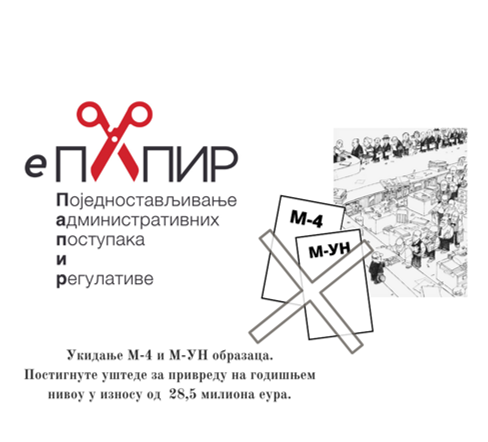 еПАПИР
Поједностављивање
административних
поступака
и
регулативе
М-4
М-УН
Укидање М-4 и М-УН образаца.
Постигнуте уштеде за привреду на годишњем
нивоу у износу од 28,5 милиона еура.